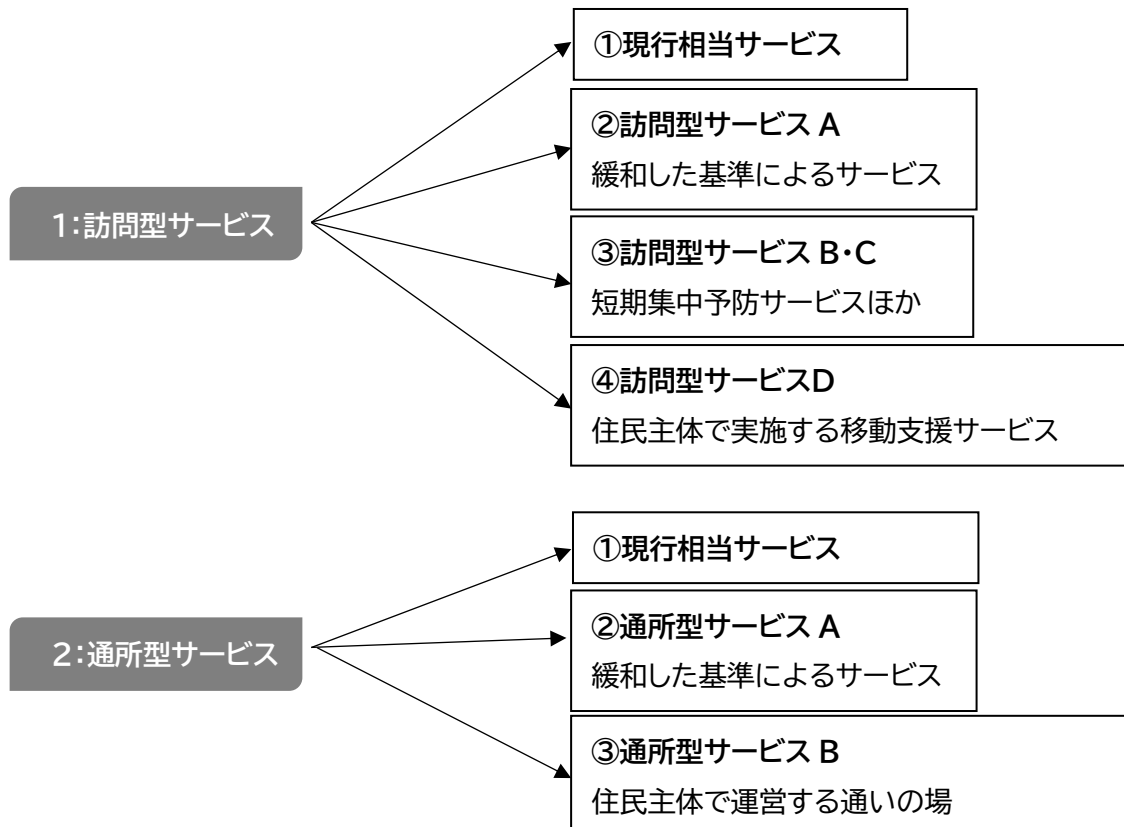 ①現行相当サービス
②訪問型サービス A
緩和した基準によるサービス
1:訪問型サービス
③訪問型サービス B・C
短期集中予防サービスほか
④訪問型サービスD
住民主体で実施する移動支援サービス
①現行相当サービス
②通所型サービス A
緩和した基準によるサービス
2:通所型サービス
③通所型サービス B
住民主体で運営する通いの場